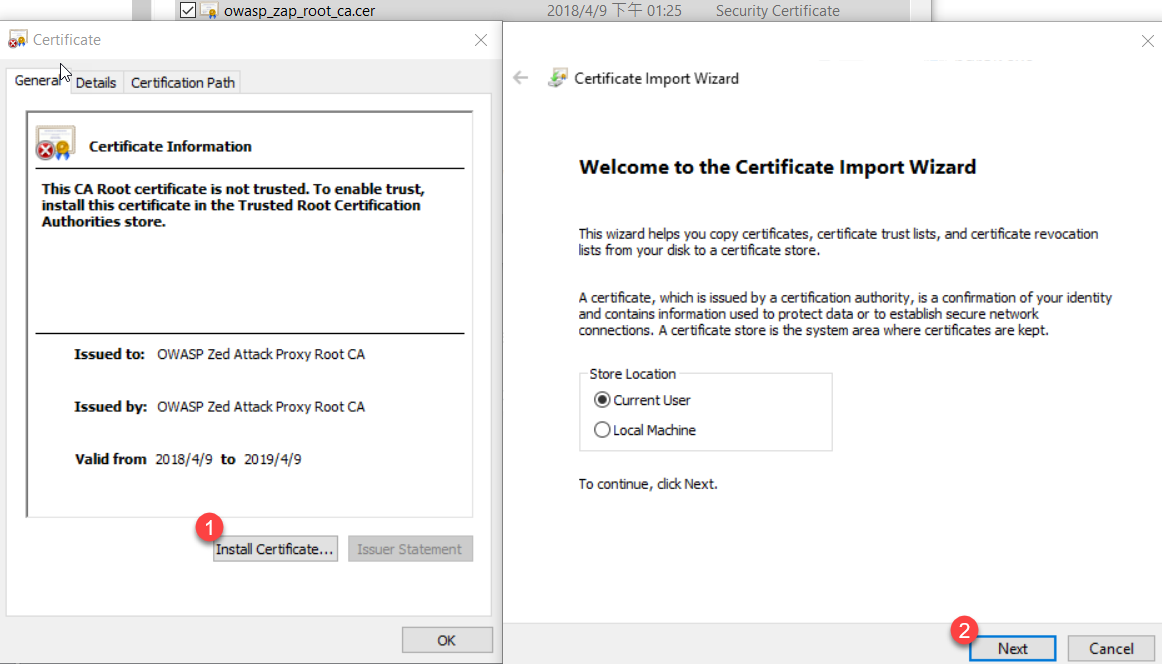 owasp_zap_root_ca.cer 2018/4/9 下午 01:25 Security Certificate
Certificate
General Details Certification Path
Certificate Information
This CA Root certificate is not trusted. To enable trust,
install this certificate in the Trusted Root Certification
Authorities store.
Issued to: OWASP Zed Attack Proxy Root CA
Issued by: OWASP Zed Attack Proxy Root CA
Valid from 2018/4/9 to 2019/4/9
1
Install Certificate... Issuer Statement
OK
Certificate Import Wizard
Welcome to the Certificate Import Wizard
This wizard helps you copy certificates, certificate trust lists, and certificate revocation
lists from your disk to a certificate store.
A certificate, which is issued by a certification authority, is a confirmation of your identity
and contains information used to protect data or to establish secure network
connections. A certificate store is the system area where certificates are kept.
Store Location
Current User
Local Machine
To continue, click Next.
2
Next Cancel